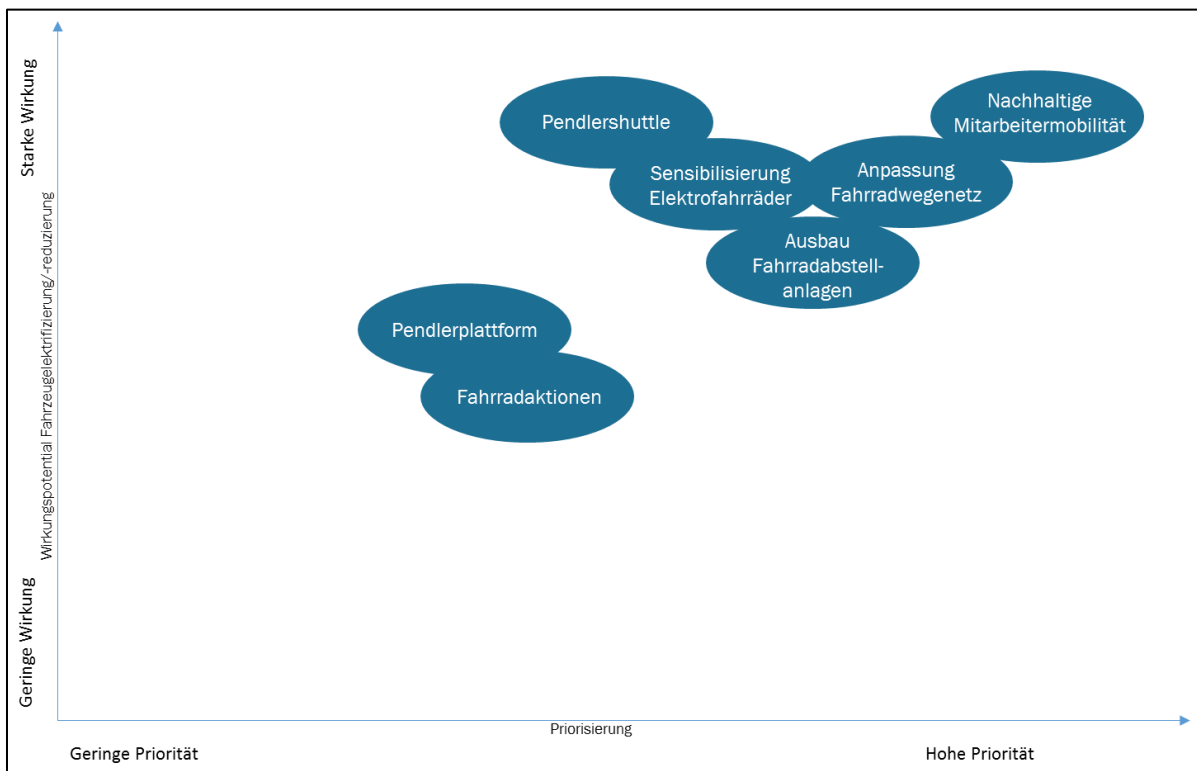 Starke Wirkung
Wirkungspotential Fahrzeugelektrifizierung/-reduzierung
Geringe Wirkung
Pendlershuttle
Nachhaltige
Mitarbeitermobilität
Sensibilisierung
Elektrofahrräder
Anpassung
Fahrradwegenetz
Ausbau
Fahrradabstell-
anlagen
Pendlerplattform
Fahrradaktionen
Priorisierung
Geringe Priorität
Hohe Priorität